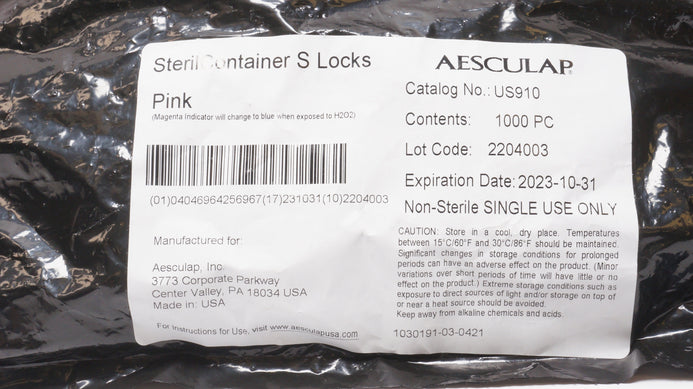 SterilContainer S Locks
Pink
(Magenta Indicator will change to blue when exposed to H2O2)
(01)04046964256967(17)231031(10)2204003
Manufactured for:
Aesculap, Inc.
3773 Corporate Parkway
Center Valley, PA 18034 USA
Made in: USA
For Instructions for Use, visit www.aesculapusa.com
AESCULAP®
Catalog No.: US910
Contents: 1000 PC
Lot Code: 2204003
Expiration Date: 2023-10-31
Non-Sterile SINGLE USE ONLY
CAUTION: Store in a cool, dry place. Temperatures
between 15°C/60°F and 30°C/86°F should be maintained.
Significant changes in storage conditions for prolonged
periods can have an adverse effect on the product. (Minor
variations over short periods of time will have little or no
effect on the product.) Extreme storage conditions such as
exposure to direct sources of light and/or storage on top of
or near a heat source should be avoided.
Keep away from alkaline chemicals and acids.
1030191-03-0421